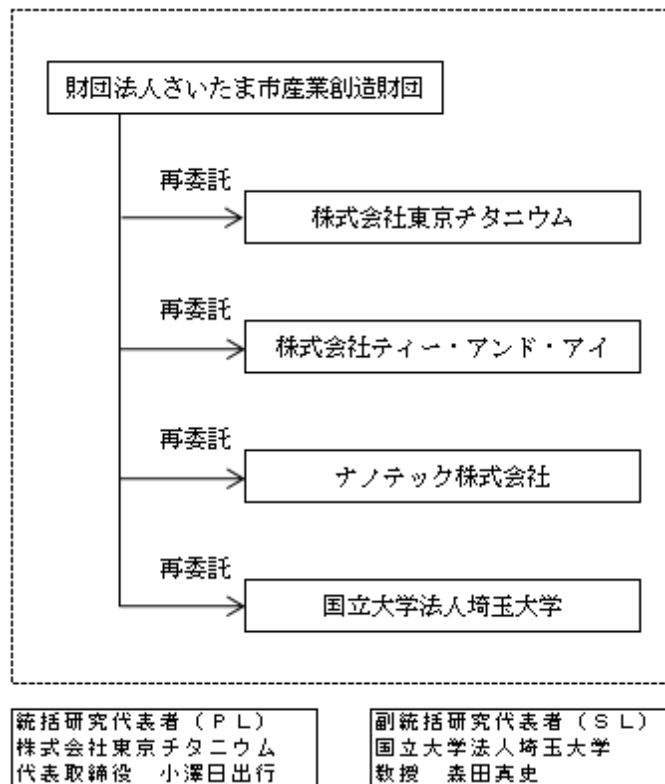 財団法人さいたま市産業創造財団
再委託
株式会社東京チタニウム
再委託
株式会社ティー・アンド・アイ
再委託
ナノテック株式会社
再委託
国立大学法人埼玉大学
統括研究代表者(PL)
株式会社東京チタニウム
代表取締役 小澤日出行
副統括研究代表者(SL)
国立大学法人埼玉大学
教授 森田真史